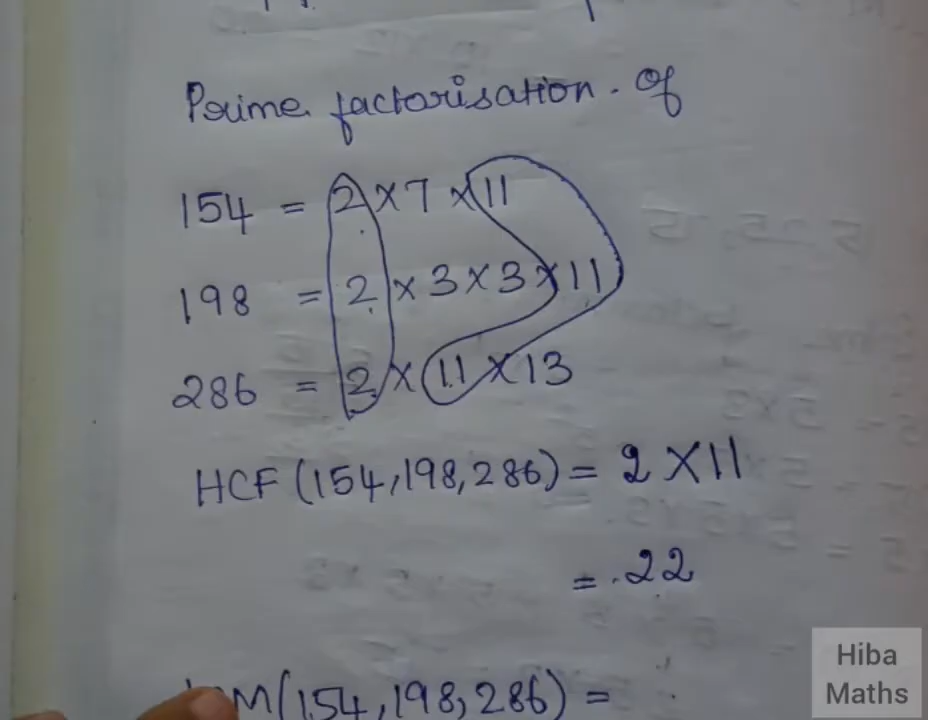 Prime factorisation. Of
154 = 2 × 7 × 11
198 = 2 × 3 × 3 × 11
286 = 2 × 11 × 13
HCF (154,198,286) = 2 × 11
= 22
(154,198,286) =
Hiba
Maths